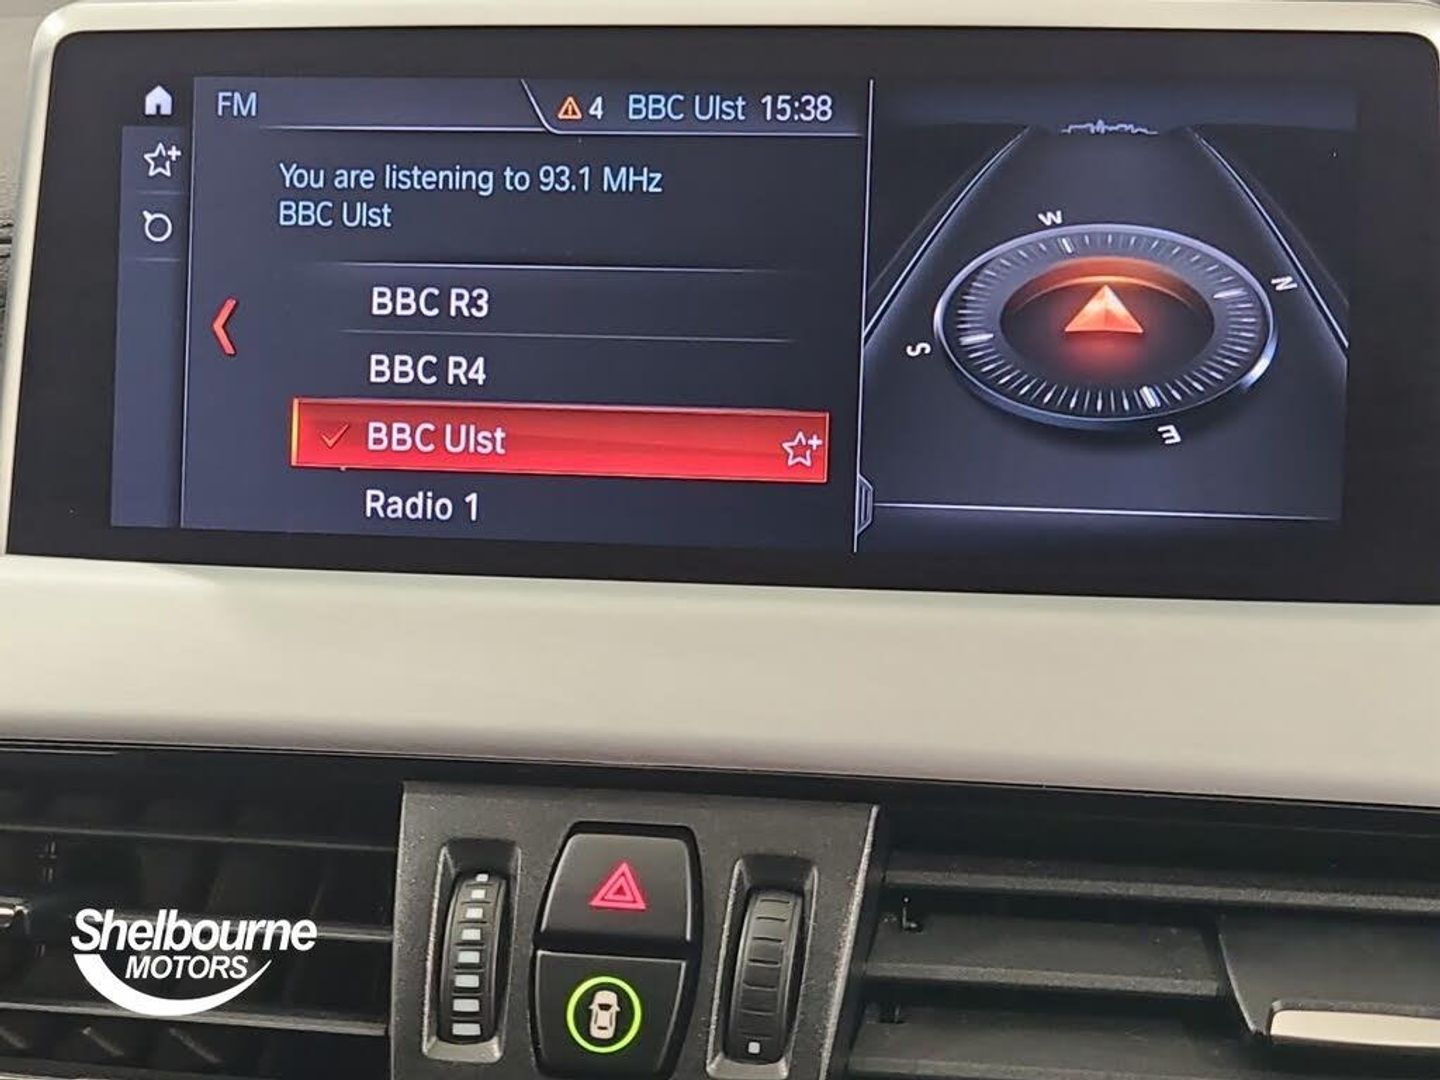 FM
4 BBC Ulst 15:38
You are listening to 93.1 MHz
BBC Ulst
BBC R3
BBC R4
BBC Ulst
Radio 1
W
N
S
E
Shelbourne
MOTORS